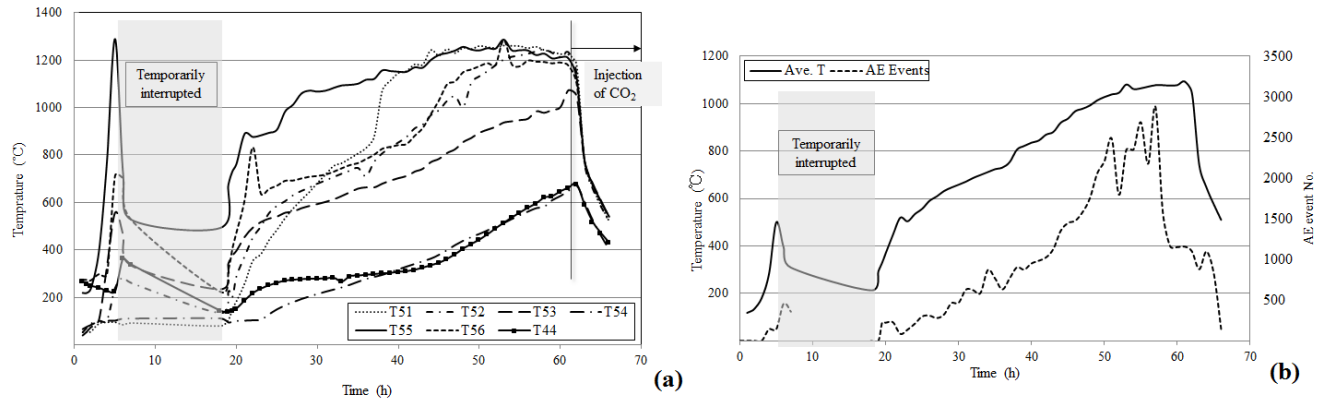 1400
1200
1000
800
600
400
200
Temprature (℃)
Temporarily
interrupted
Injection
of CO2
T51
T52
T53
T54
T55
T56
T44
0
10
20
30
40
50
60
70
Time (h)
(a)
1200
1000
800
600
400
200
Temperature (℃)
Ave. T
AE Events
Temporarily
interrupted
3500
3000
2500
2000
1500
1000
500
AE event No.
0
10
20
30
40
50
60
70
Time (h)
(b)